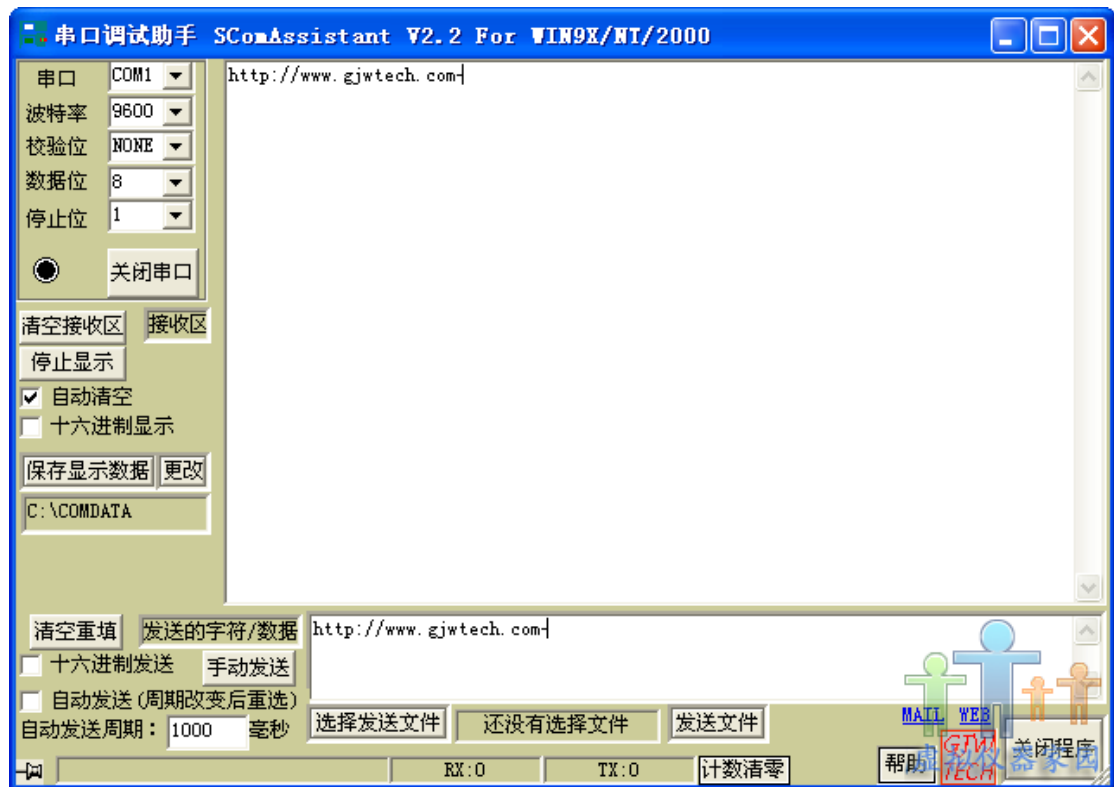 串口调试助手 SComAssistant V2.2 For WIN9X/NT/2000
串口 COM1
波特率 9600
校验位 NONE
数据位 8
停止位 1
关闭串口
清空接收区 接收区
停止显示
自动清空
十六进制显示
保存显示数据 更改
C:\COMDATA
http://www.gjwtech.com-
清空重填 发送的字符/数据
http://www.gjwtech.com-
十六进制发送 手动发送
自动发送(周期改变后重选)
自动发送周期: 1000 毫秒
选择发送文件 还没有选择文件 发送文件
MAIL WEB
RX:0 TX:0 计数清零
帮助 GJW TECH 关闭程序
虚拟仪器家园